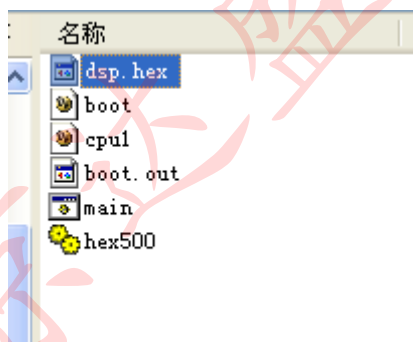 名称
dsp.hex
boot
cpu1
boot.out
main
hex500